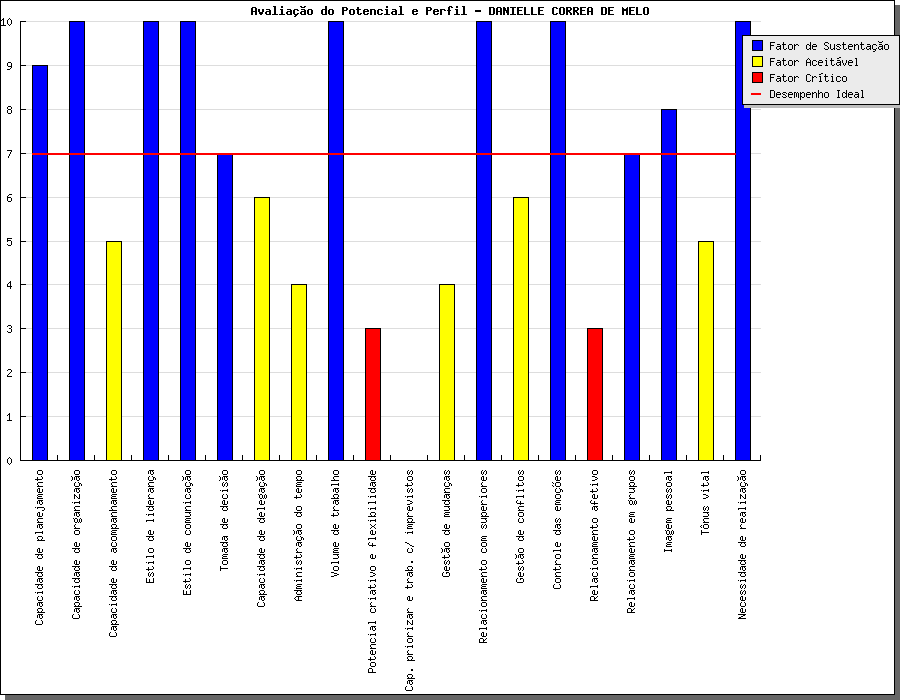 Avaliação do Potencial e Perfil - DANIELLE CORREA DE MELO
10
9
8
7
6
5
4
3
2
1
0
Fator de Sustentação
Fator Aceitável
Fator Crítico
Desempenho Ideal
Capacidade de planejamento
Capacidade de organização
Capacidade de acompanhamento
Estilo de liderança
Estilo de comunicação
Tomada de decisão
Capacidade de delegação
Administração do tempo
Volume de trabalho
Potencial criativo e flexibilidade
Cap. priorizar e trab. c/ imprevistos
Gestão de mudanças
Relacionamento com superiores
Gestão de conflitos
Controle das emoções
Relacionamento afetivo
Relacionamento em grupos
Imagem pessoal
Tônus vital
Necessidade de realização